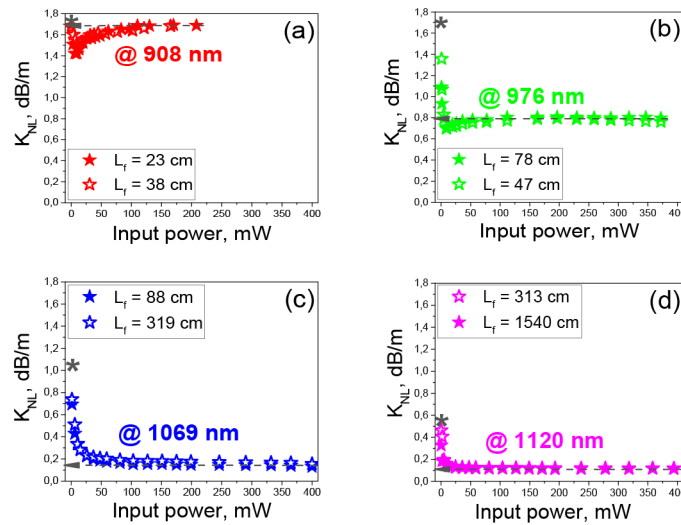 1,8
1,6
1,4
1,2
1,0
0,8
0,6
0,4
0,2
0,0
K_NL, dB/m
(a)
@ 908 nm
L_f = 23 cm
L_f = 38 cm
0 50 100 150 200 250 300 350 400
Input power, mW
1,8
1,6
1,4
1,2
1,0
0,8
0,6
0,4
0,2
0,0
K_NL, dB/m
(b)
@ 976 nm
L_f = 78 cm
L_f = 47 cm
0 50 100 150 200 250 300 350 400
Input power, mW
1,8
1,6
1,4
1,2
1,0
0,8
0,6
0,4
0,2
0,0
K_NL, dB/m
L_f = 88 cm
L_f = 319 cm
(c)
@ 1069 nm
0 50 100 150 200 250 300 350 400
Input power, mW
1,8
1,6
1,4
1,2
1,0
0,8
0,6
0,4
0,2
0,0
K_NL, dB/m
L_f = 313 cm
L_f = 1540 cm
(d)
@ 1120 nm
0 50 100 150 200 250 300 350 400
Input power, mW